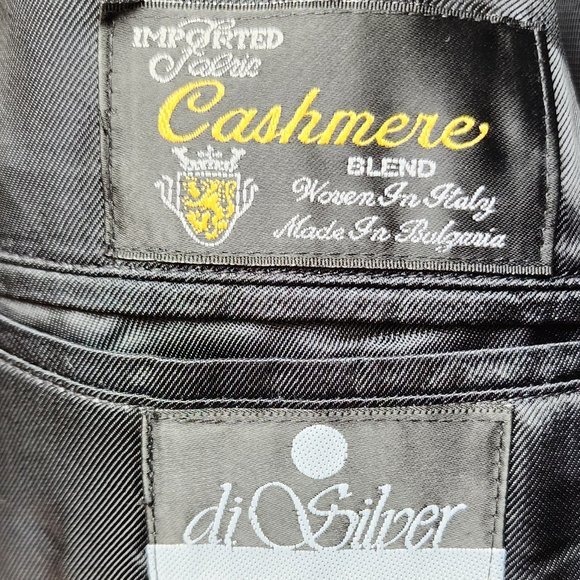 IMPORTED
Fabric
Cashmere
BLEND
Woven In Italy
Made In Bulgaria
di Silver